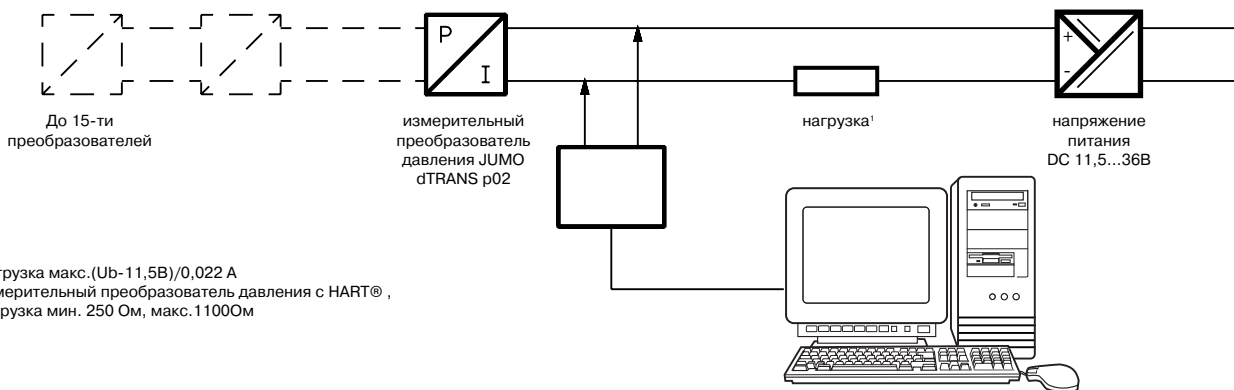 P
I
+
-
До 15-ти
преобразователей
измерительный
преобразователь
давления JUMO
dTRANS p02
нагрузка¹
напряжение
питания
DC 11,5...36В
грузка макс.(Ub-11,5В)/0,022 А
мерительный преобразователь давления с HART® ,
рузка мин. 250 Ом, макс.1100Ом